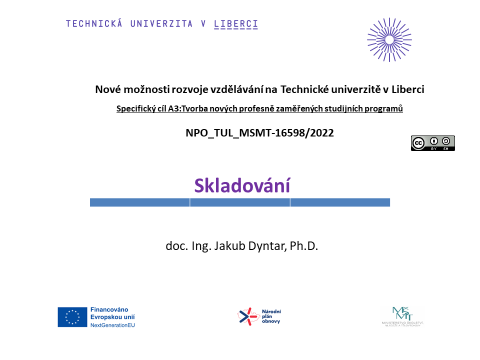 TECHNICKÁ UNIVERZITA V LIBERCI
Nové možnosti rozvoje vzdělávání na Technické univerzitě v Liberci
Specifický cíl A3:Tvorba nových profesně zaměřených studijních programů
NPO_TUL_MSMT-16598/2022
Skladování
doc. Ing. Jakub Dyntar, Ph.D.
Financováno
Evropskou unií
NextGenerationEU
Národní
plán
obnovy